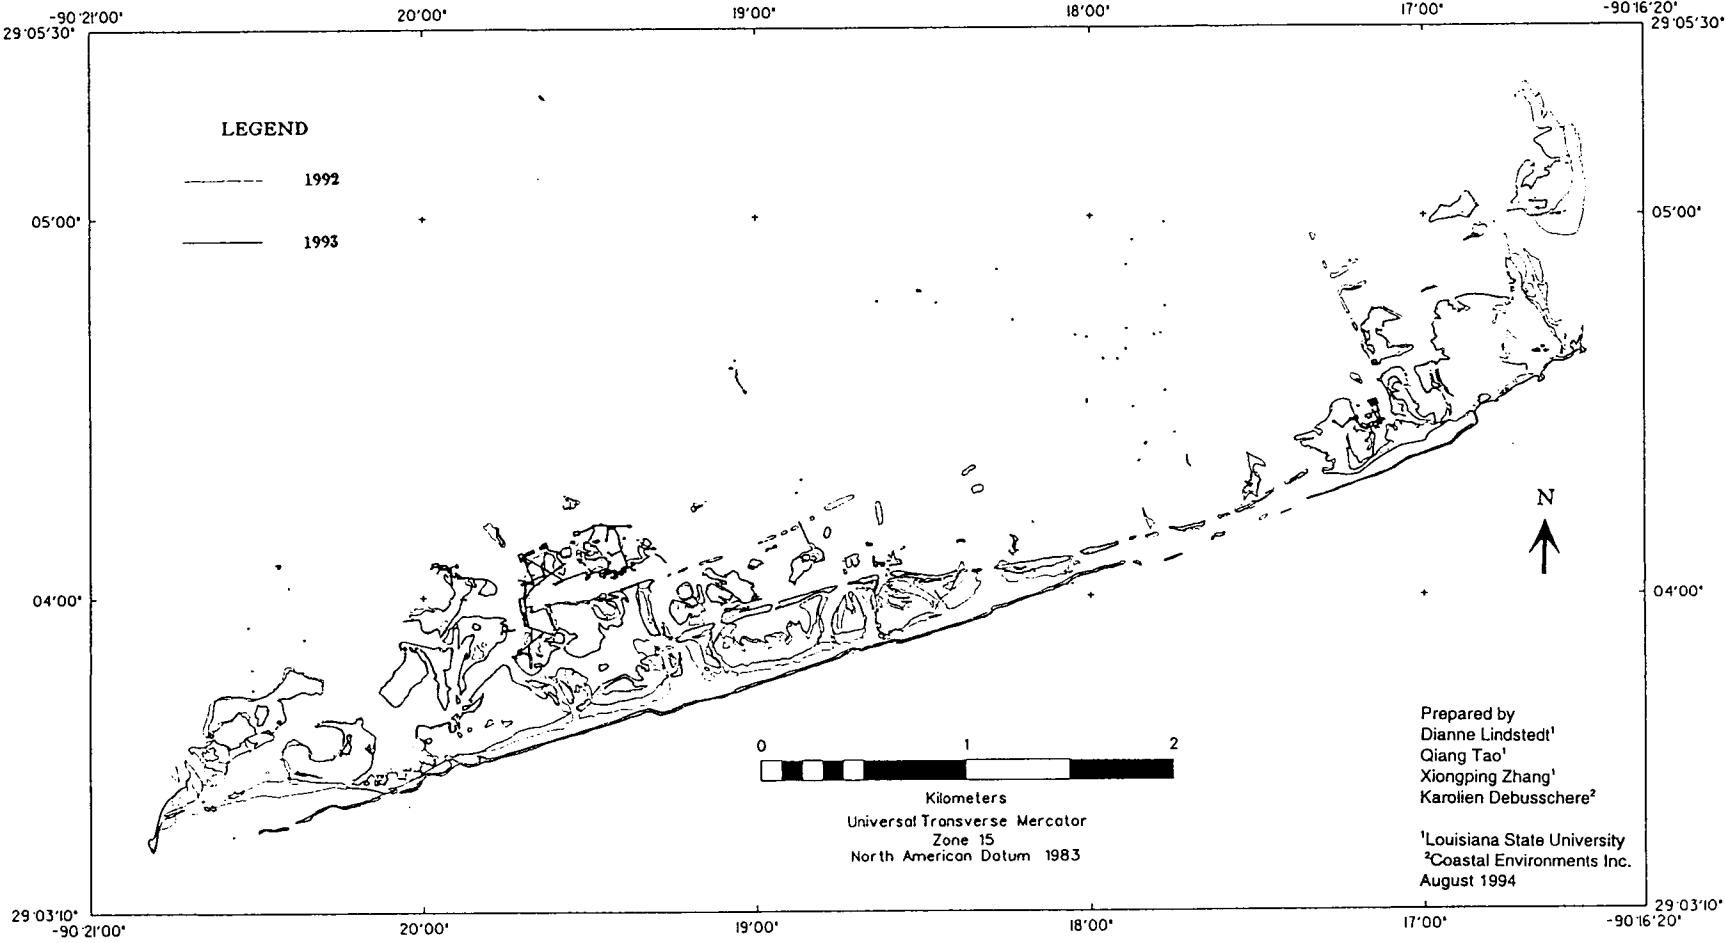 -90 21'00" 20'00" 19'00" 18'00" 17'00" -90 16'20"
29 05'30" 29 05'30"
LEGEND
1992
1993
05'00" 05'00"
N
04'00" 04'00"
0 1 2
Kilometers
Universal Transverse Mercator
Zone 15
North American Datum 1983
Prepared by
Dianne Lindstedt¹
Qiang Tao¹
Xiongping Zhang¹
Karolien Debusschere²
¹Louisiana State University
²Coastal Environments Inc.
August 1994
29 03'10" 29 03'10"
-90 21'00" 20'00" 19'00" 18'00" 17'00" -90 16'20"